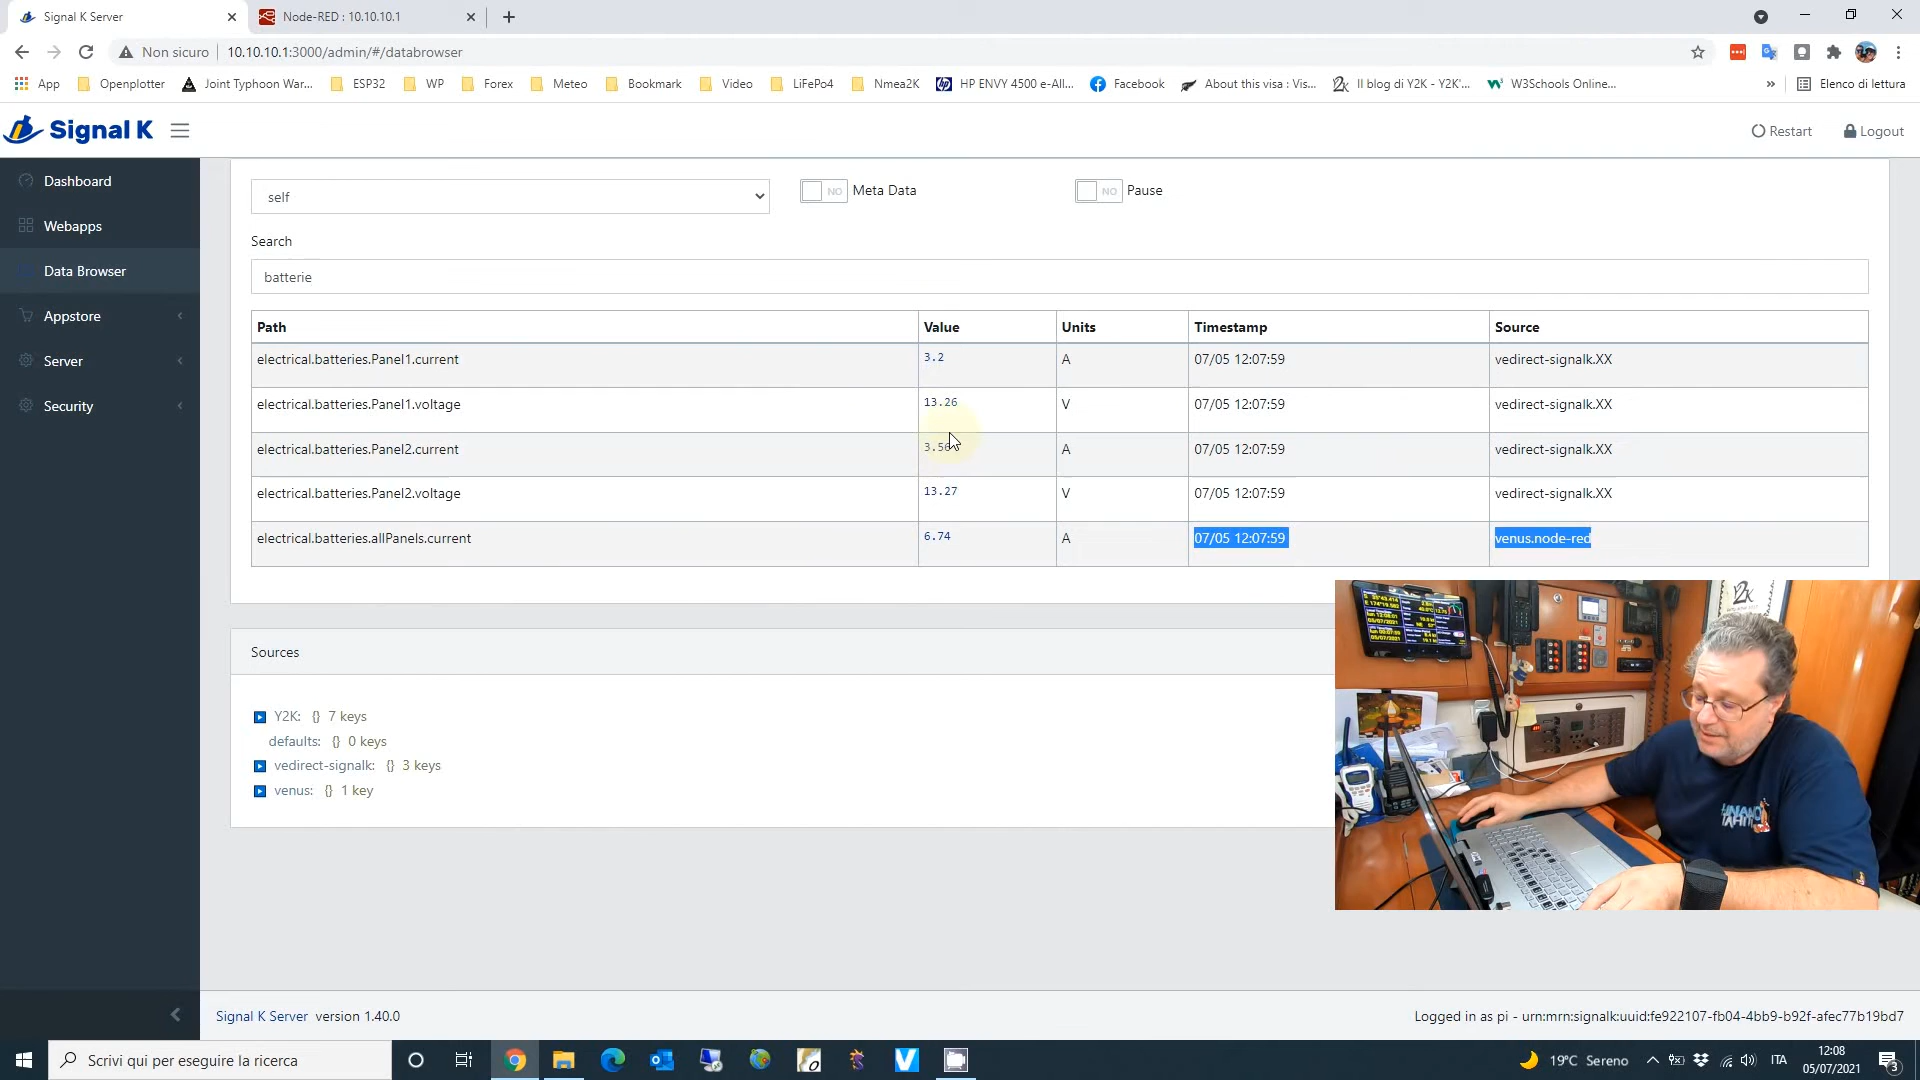 Signal K Server
Node-RED : 10.10.10.1
Non sicuro
10.10.10.1:3000/admin/#/databrowser
App
Openplotter
Joint Typhoon War...
ESP32
WP
Forex
Meteo
Bookmark
Video
LiFePo4
Nmea2K
HP ENVY 4500 e-All...
Facebook
About this visa : Vis...
Il blog di Y2K - Y2K'...
W3Schools Online...
»
Elenco di lettura
Signal K
Restart
Logout
Dashboard
Webapps
Data Browser
Appstore
Server
Security
self
NO Meta Data
NO Pause
Search
batterie
Path Value Units Timestamp Source
electrical.batteries.Panel1.current 3.2 A 07/05 12:07:59 vedirect-signalk.XX
electrical.batteries.Panel1.voltage 13.26 V 07/05 12:07:59 vedirect-signalk.XX
electrical.batteries.Panel2.current 3.5 A 07/05 12:07:59 vedirect-signalk.XX
electrical.batteries.Panel2.voltage 13.27 V 07/05 12:07:59 vedirect-signalk.XX
electrical.batteries.allPanels.current 6.74 A 07/05 12:07:59 venus.node-red
Sources
Y2K: {} 7 keys
defaults: {} 0 keys
vedirect-signalk: {} 3 keys
venus: {} 1 key
Signal K Server version 1.40.0
Logged in as pi - urn:mrn:signalk:uuid:fe922107-fb04-4bb9-b92f-afec77b19bd7
Scrivi qui per eseguire la ricerca
19°C Sereno
ITA
12:08
05/07/2021
3